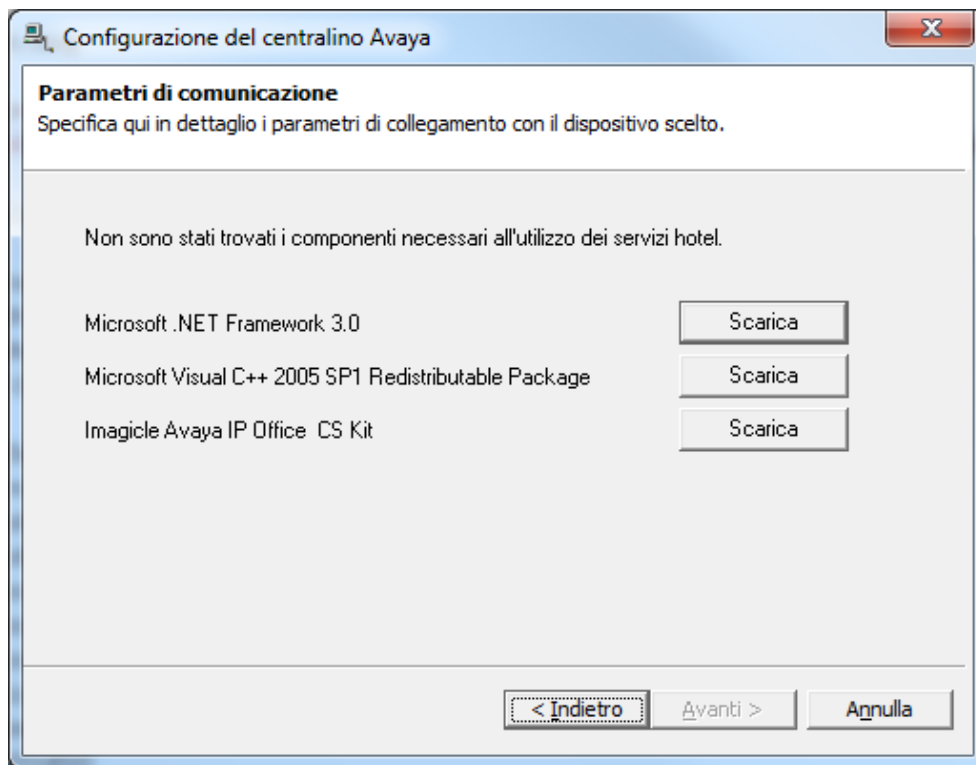 Configurazione del centralino Avaya
Parametri di comunicazione
Specifica qui in dettaglio i parametri di collegamento con il dispositivo scelto.
Non sono stati trovati i componenti necessari all'utilizzo dei servizi hotel.
Microsoft .NET Framework 3.0 Scarica
Microsoft Visual C++ 2005 SP1 Redistributable Package Scarica
Imagicle Avaya IP Office CS Kit Scarica
< Indietro Avanti > Annulla